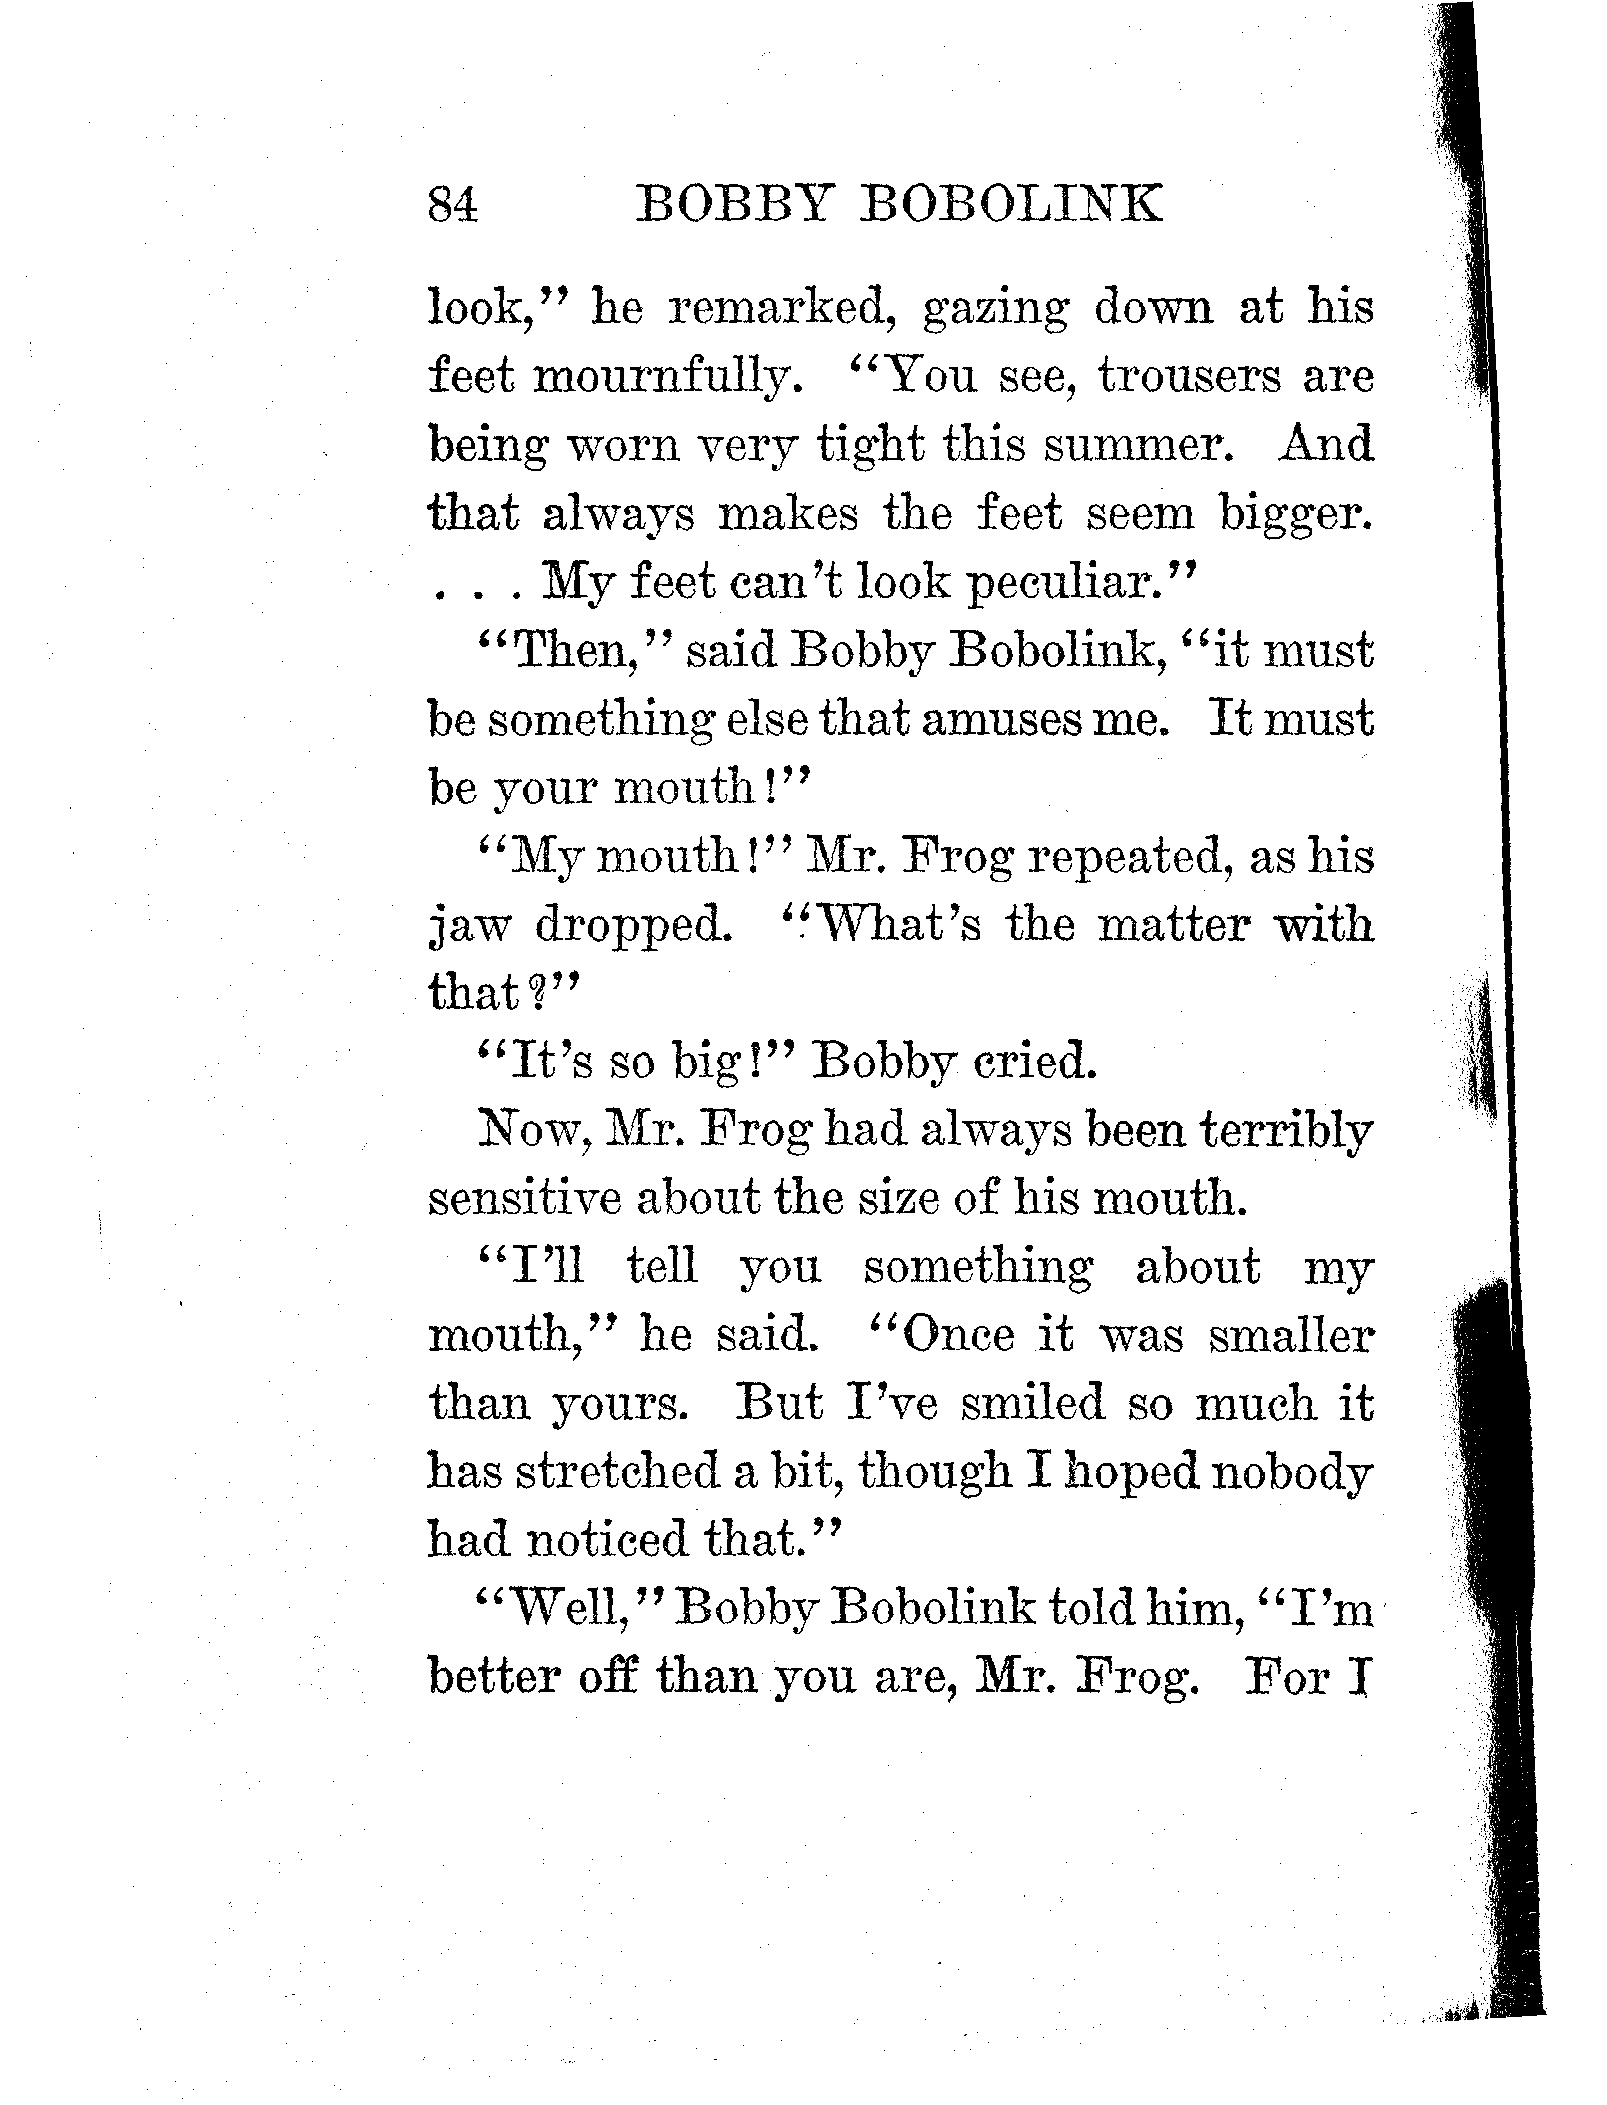 84 BOBBY BOBOLINK
look,” he remarked, gazing down at his
feet mournfully. “You see, trousers are
being worn very tight this summer. And
that always makes the feet seem bigger.
. . . My feet can’t look peculiar.”
“Then,” said Bobby Bobolink, “it must
be something else that amuses me. It must
be your mouth!”
“My mouth!” Mr. Frog repeated, as his
jaw dropped. “What’s the matter with
that?”
“It’s so big!” Bobby cried.
Now, Mr. Frog had always been terribly
sensitive about the size of his mouth.
“I’ll tell you something about my
mouth,” he said. “Once it was smaller
than yours. But I’ve smiled so much it
has stretched a bit, though I hoped nobody
had noticed that.”
“Well,” Bobby Bobolink told him, “I’m
better off than you are, Mr. Frog. For I